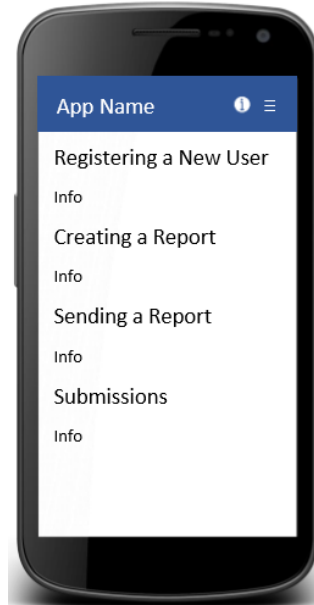 App Name
Registering a New User
Info
Creating a Report
Info
Sending a Report
Info
Submissions
Info